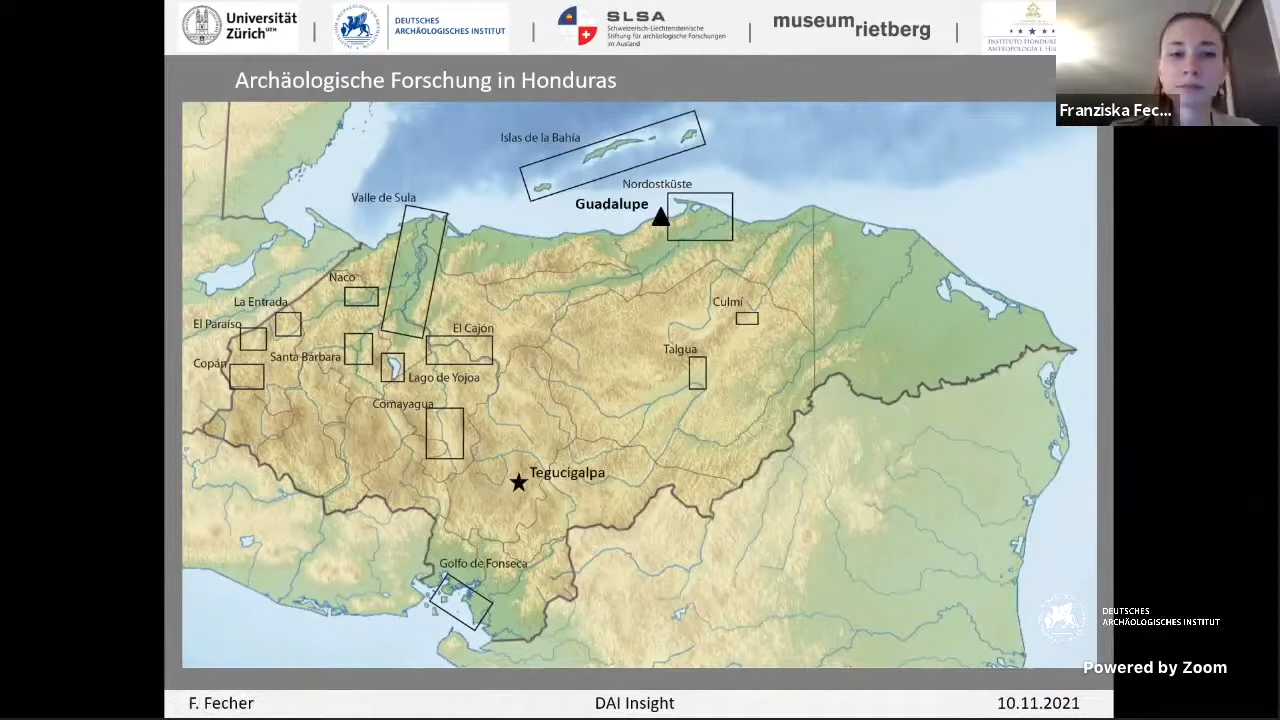 Universität
Zürich UZH
DEUTSCHES
ARCHÄOLOGISCHES INSTITUT
SLSA
Schweizerisch-Liechtensteinische
Stiftung für archäologische Forschungen
im Ausland
museum
rietberg
Archäologische Forschung in Honduras
Franziska Fec...
Islas de la Bahía
Nordostküste
Valle de Sula
Guadalupe
Naco
La Entrada
Culmí
El Paraíso
El Cajón
Talgua
Santa Bárbara
Copán
Lago de Yojoa
Comayagua
Tegucigalpa
Golfo de Fonseca
DEUTSCHES
ARCHÄOLOGISCHES INSTITUT
Powered by Zoom
F. Fecher
DAI Insight
10.11.2021